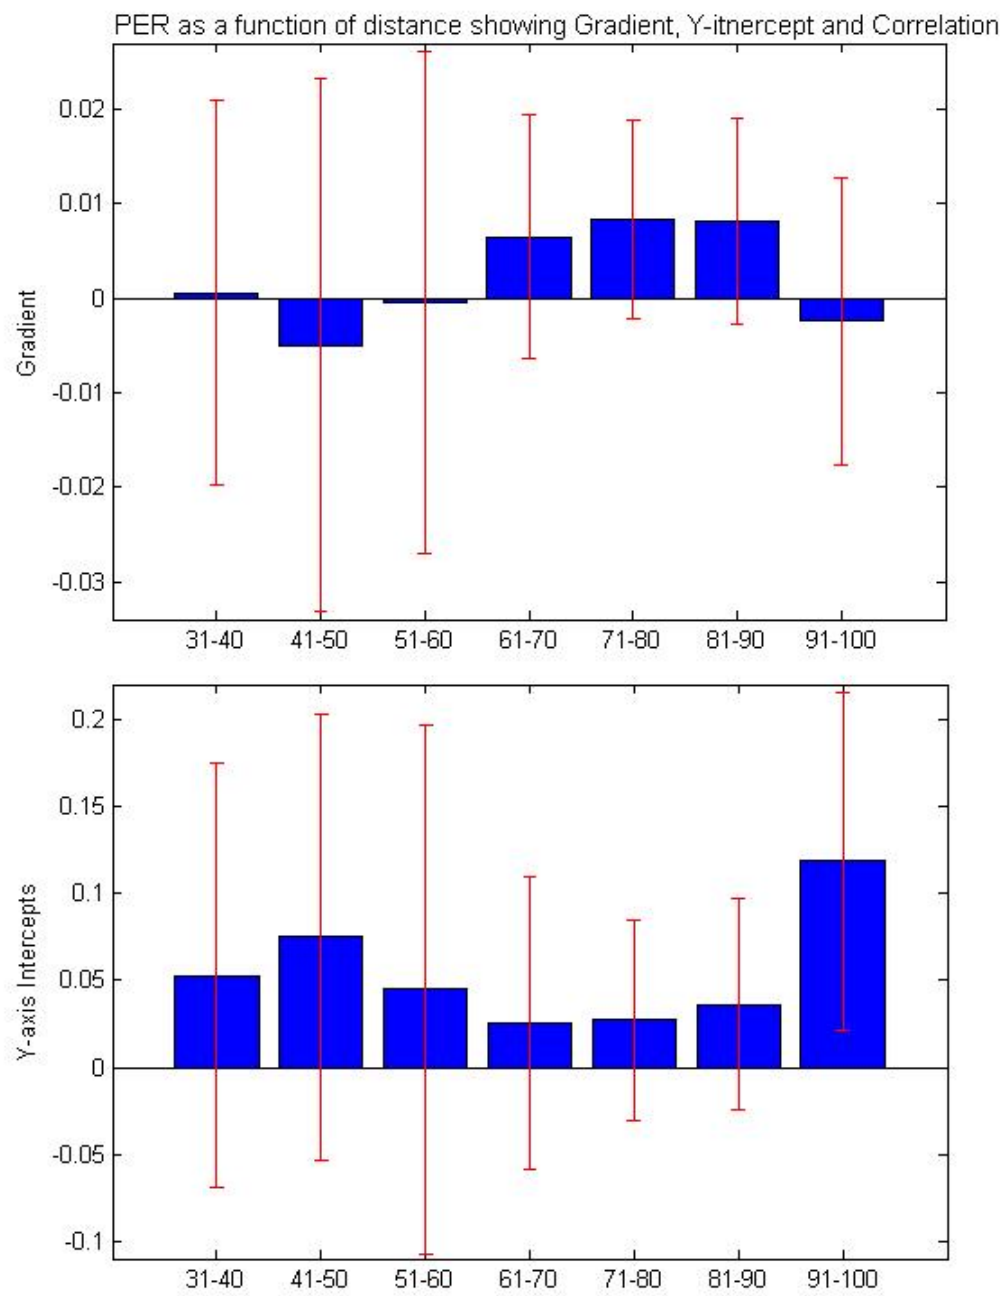 PER as a function of distance showing Gradient, Y-itnercept and Correlation
0.02
0.01
0
-0.01
-0.02
-0.03
Gradient
31-40 41-50 51-60 61-70 71-80 81-90 91-100
0.2
0.15
0.1
0.05
0
-0.05
-0.1
Y-axis Intercepts
31-40 41-50 51-60 61-70 71-80 81-90 91-100